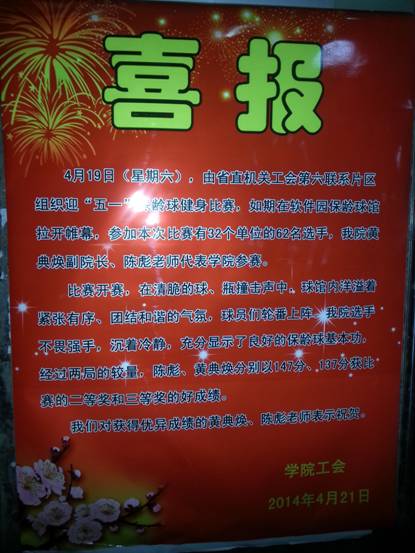 喜报
4月19日（星期六），由省直机关工会第六联系片区
组织迎“五一”保龄球健身比赛，如期在软件园保龄球馆
拉开帷幕，参加本次比赛有32个单位的62名选手，我院黄
典焕副院长、陈彪老师代表学院参赛。
比赛开赛，在清脆的球、瓶撞击声中，球馆内洋溢着
紧张有序、团结和谐的气氛，球员们轮番上阵，我院选手
不畏强手，沉着冷静，充分显示了良好的保龄球基本功，
经过两局的较量，陈彪、黄典焕分别以147分、137分获比
赛的二等奖和三等奖的好成绩。
我们对获得优异成绩的黄典焕、陈彪老师表示祝贺。
学院工会
2014年4月21日